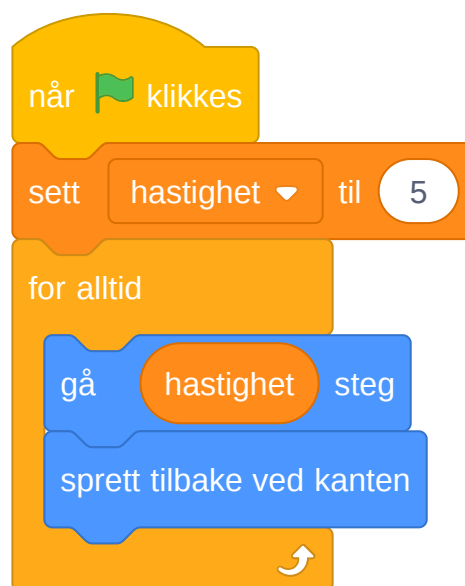 når klikkes
sett hastighet til 5
for alltid
gå hastighet steg
sprett tilbake ved kanten